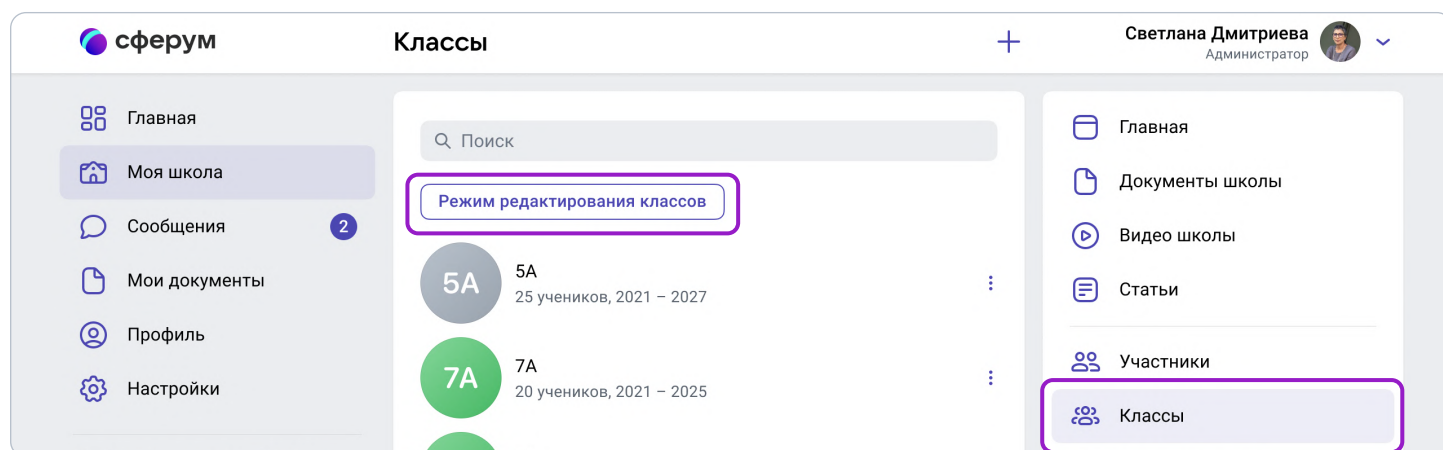 сферум
Классы
Светлана Дмитриева
Администратор
Главная
Моя школа
Сообщения 2
Мои документы
Профиль
Настройки
Поиск
Режим редактирования классов
5А
5А
25 учеников, 2021 – 2027
7А
7А
20 учеников, 2021 – 2025
Главная
Документы школы
Видео школы
Статьи
Участники
Классы